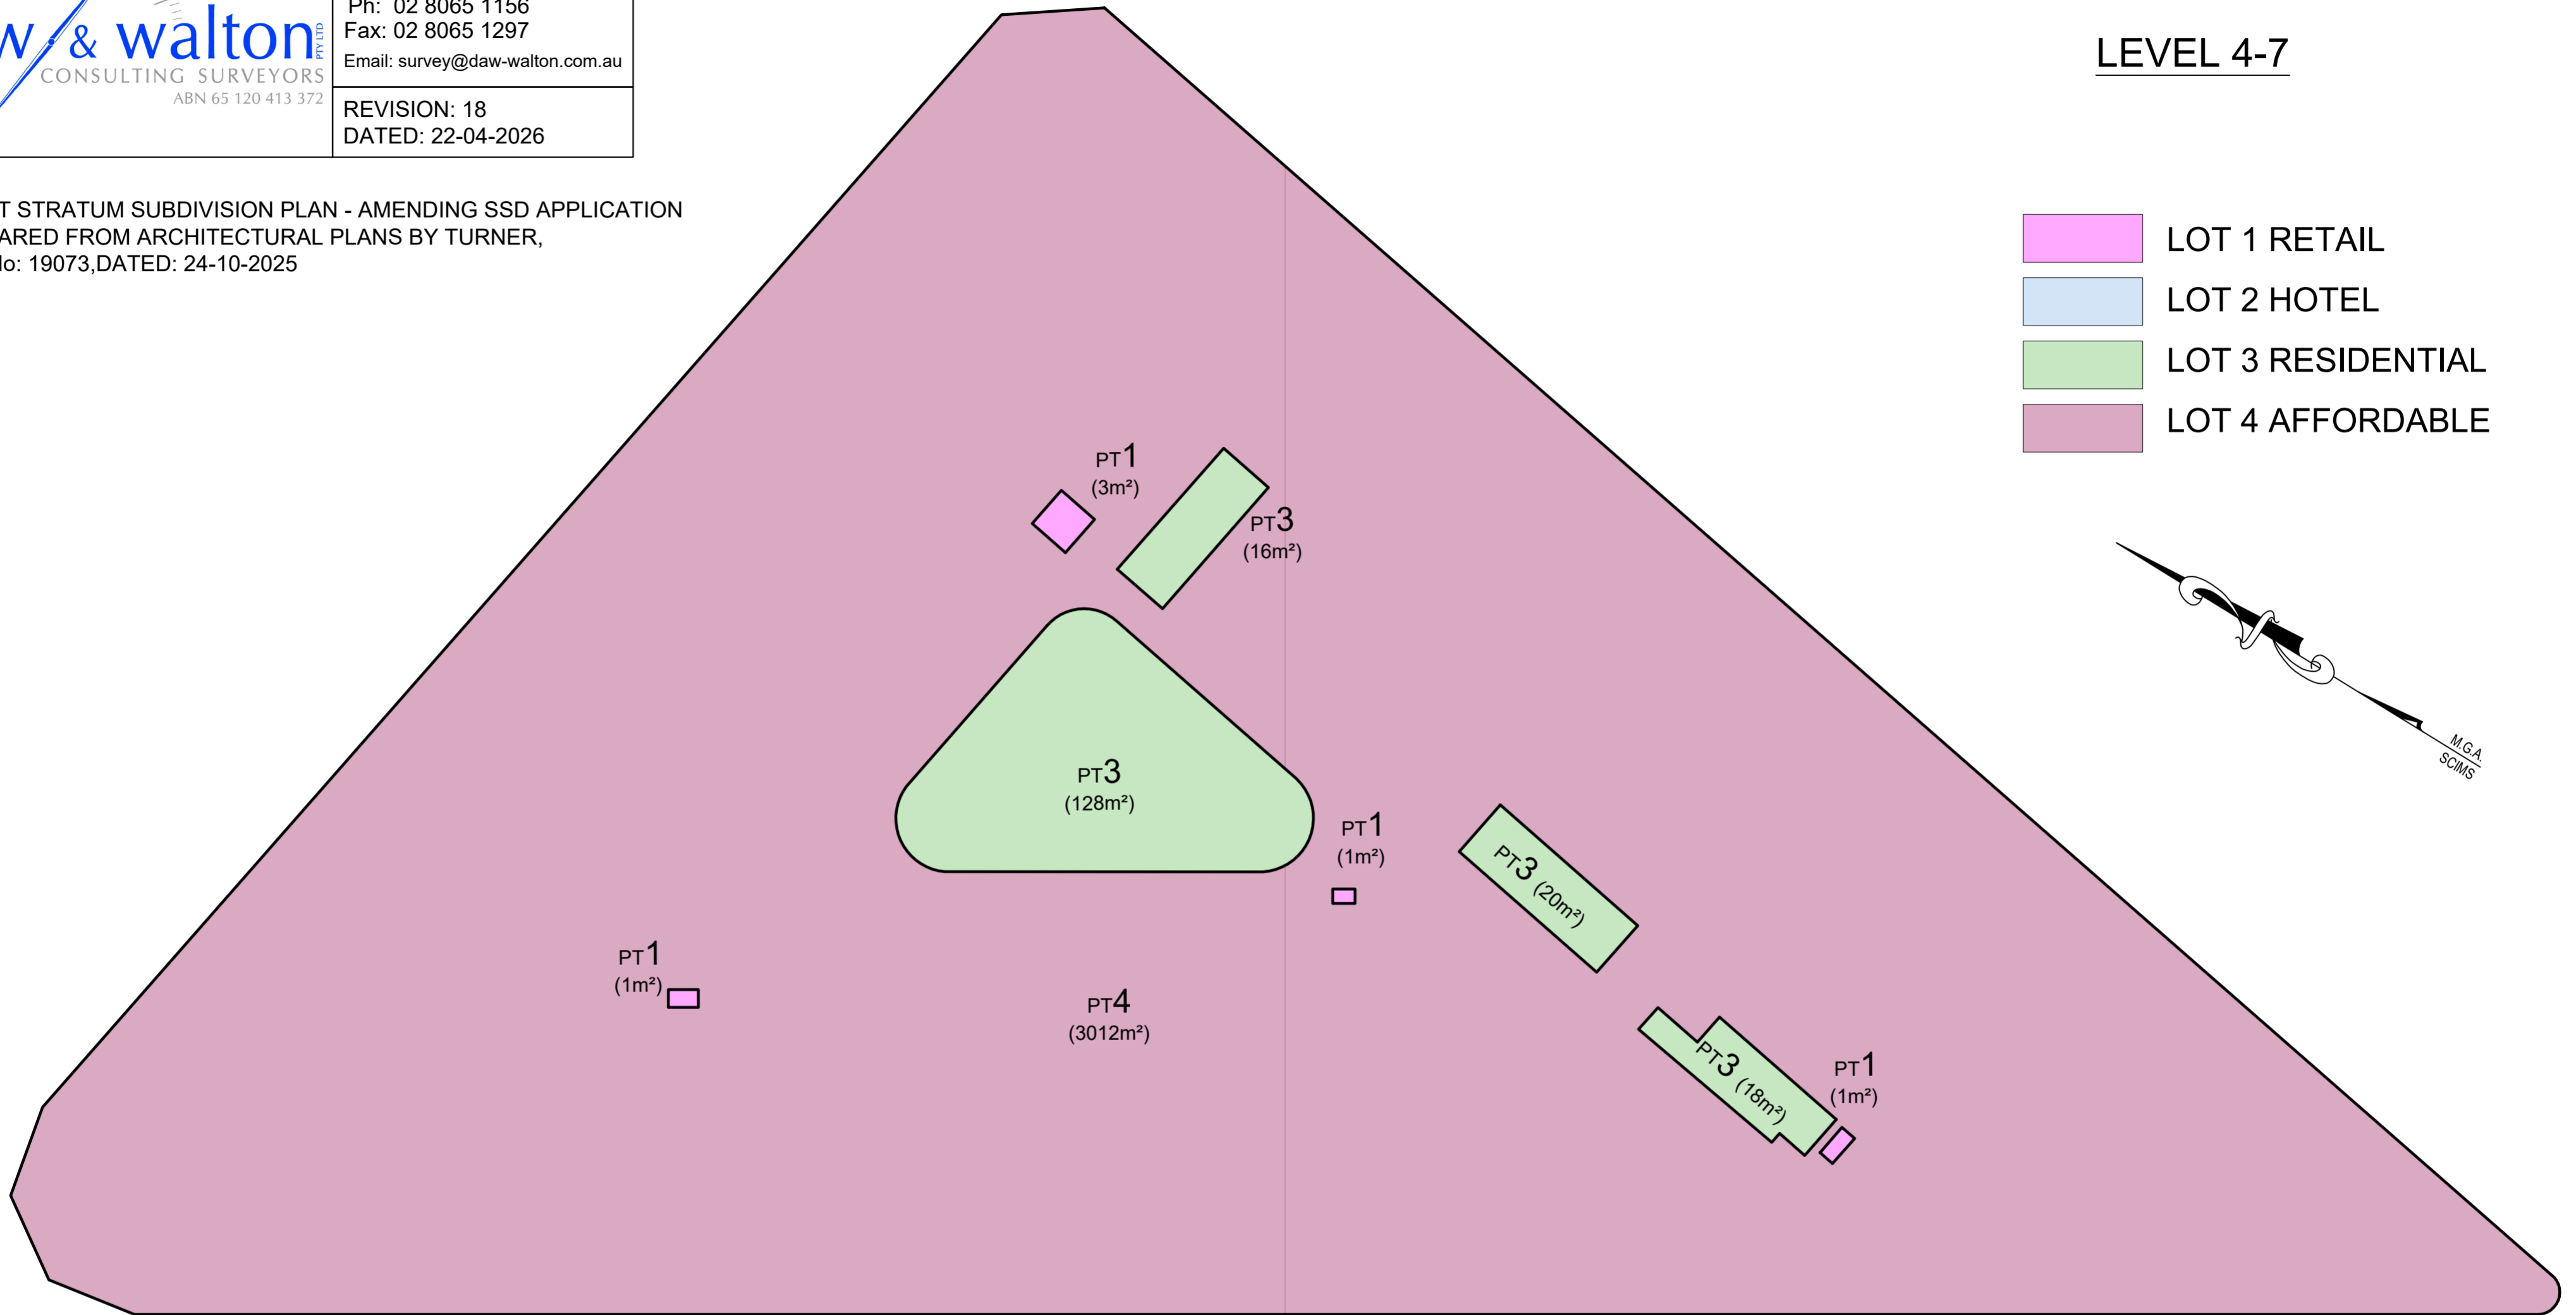 & walton
PTY LTD
CONSULTING SURVEYORS
ABN 65 120 413 372
Ph: 02 8065 1156
Fax: 02 8065 1297
Email: survey@daw-walton.com.au
REVISION: 18
DATED: 22-04-2026
T STRATUM SUBDIVISION PLAN - AMENDING SSD APPLICATION
ARED FROM ARCHITECTURAL PLANS BY TURNER,
No: 19073,DATED: 24-10-2025
LEVEL 4-7
LOT 1 RETAIL
LOT 2 HOTEL
LOT 3 RESIDENTIAL
LOT 4 AFFORDABLE
M.G.A.
SCIMS
PT1
(3m²)
PT3
(16m²)
PT3
(128m²)
PT1
(1m²)
PT3 (20m²)
PT1
(1m²)
PT4
(3012m²)
PT3 (18m²)
PT1
(1m²)